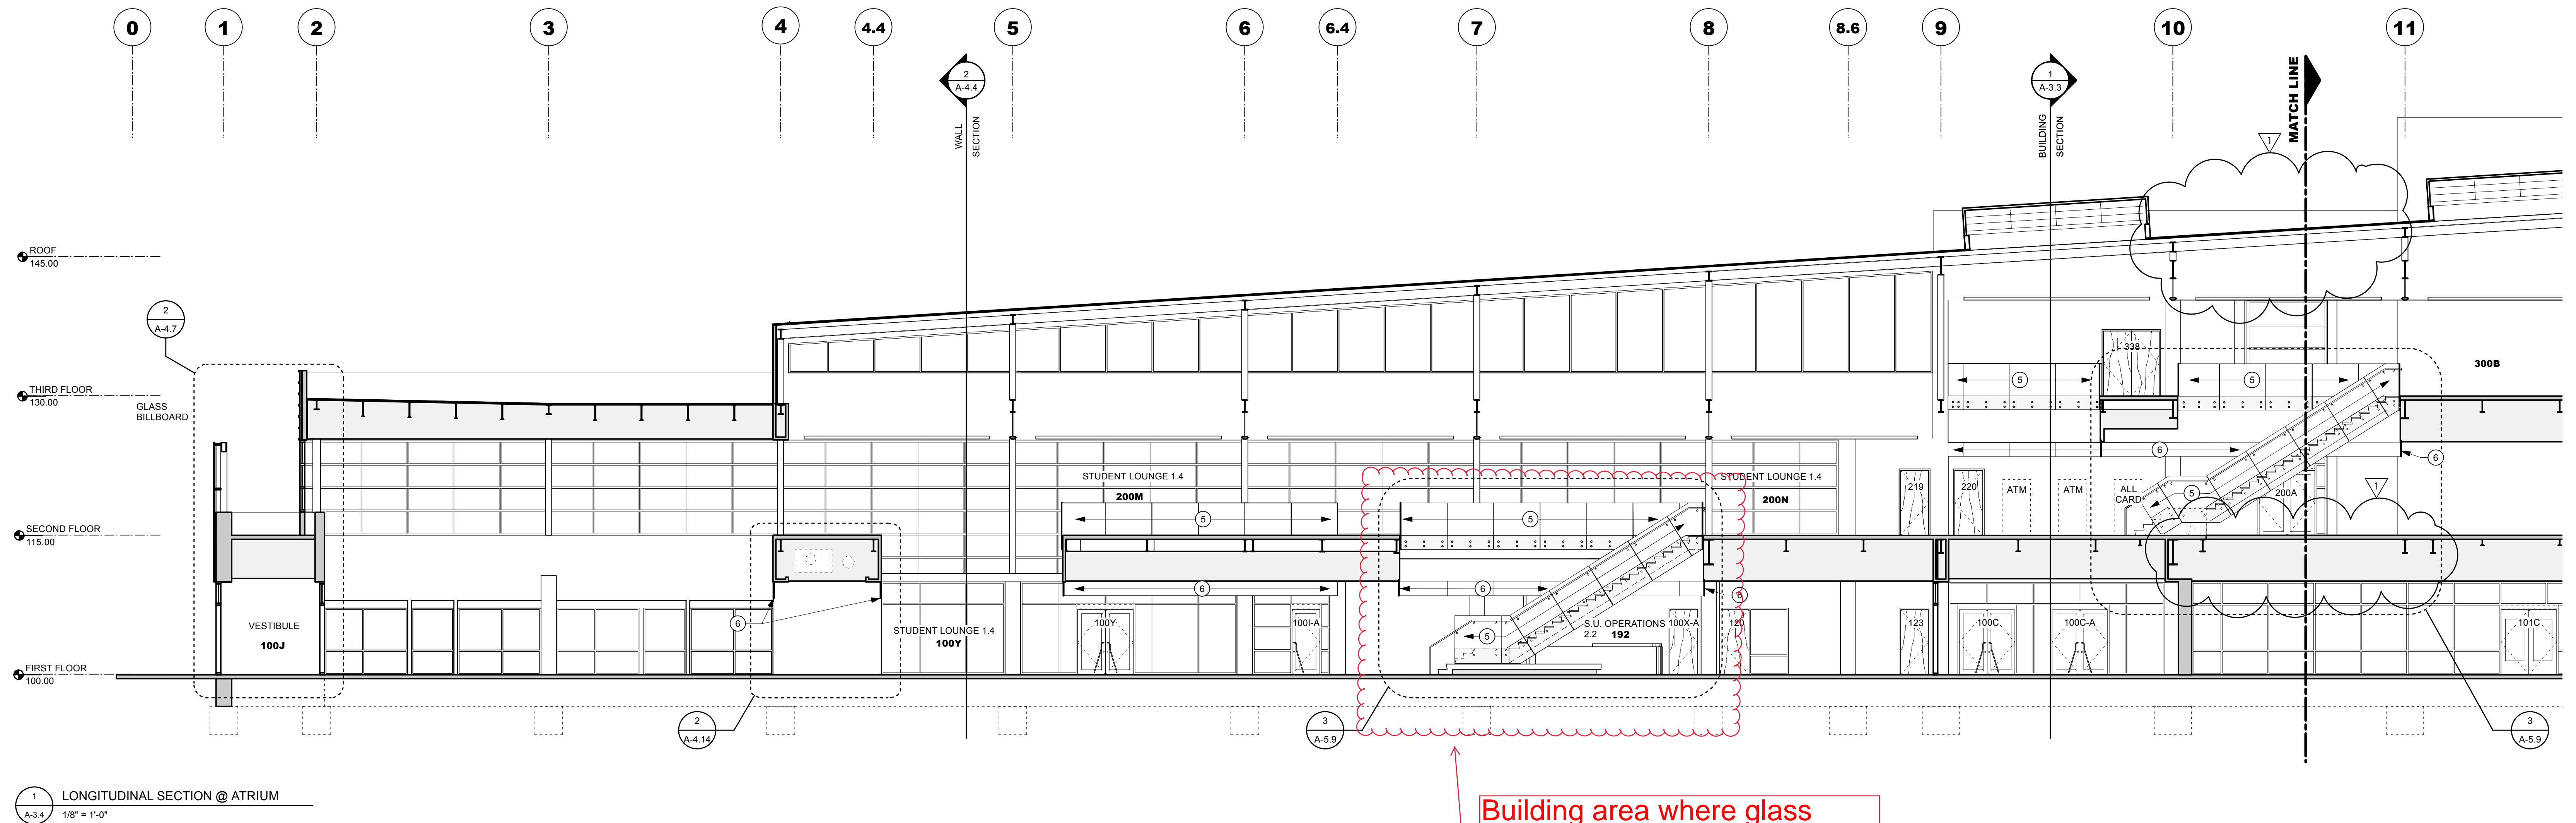 0 1 2 3 4 4.4 5 6 6.4 7 8 8.6 9 10 11
2
A-4.4
WALL
SECTION
1
A-3.3
BUILDING
SECTION
MATCH LINE
1
ROOF
145.00
2
A-4.7
THIRD FLOOR
130.00
GLASS
BILLBOARD
338
5
5
300B
6
6
STUDENT LOUNGE 1.4
200M
STUDENT LOUNGE 1.4
200N
219
220
ATM
ATM
ALL
CARD
5
200A
1
5
5
SECOND FLOOR
115.00
6
6
6
VESTIBULE
100J
6
STUDENT LOUNGE 1.4
100Y
100Y
100I-A
5
S.U. OPERATIONS
2.2 192
100X-A
120
123
100C
100C-A
101C
FIRST FLOOR
100.00
2
A-4.14
3
A-5.9
3
A-5.9
1
A-3.4
LONGITUDINAL SECTION @ ATRIUM
1/8" = 1'-0"
Building area where glass